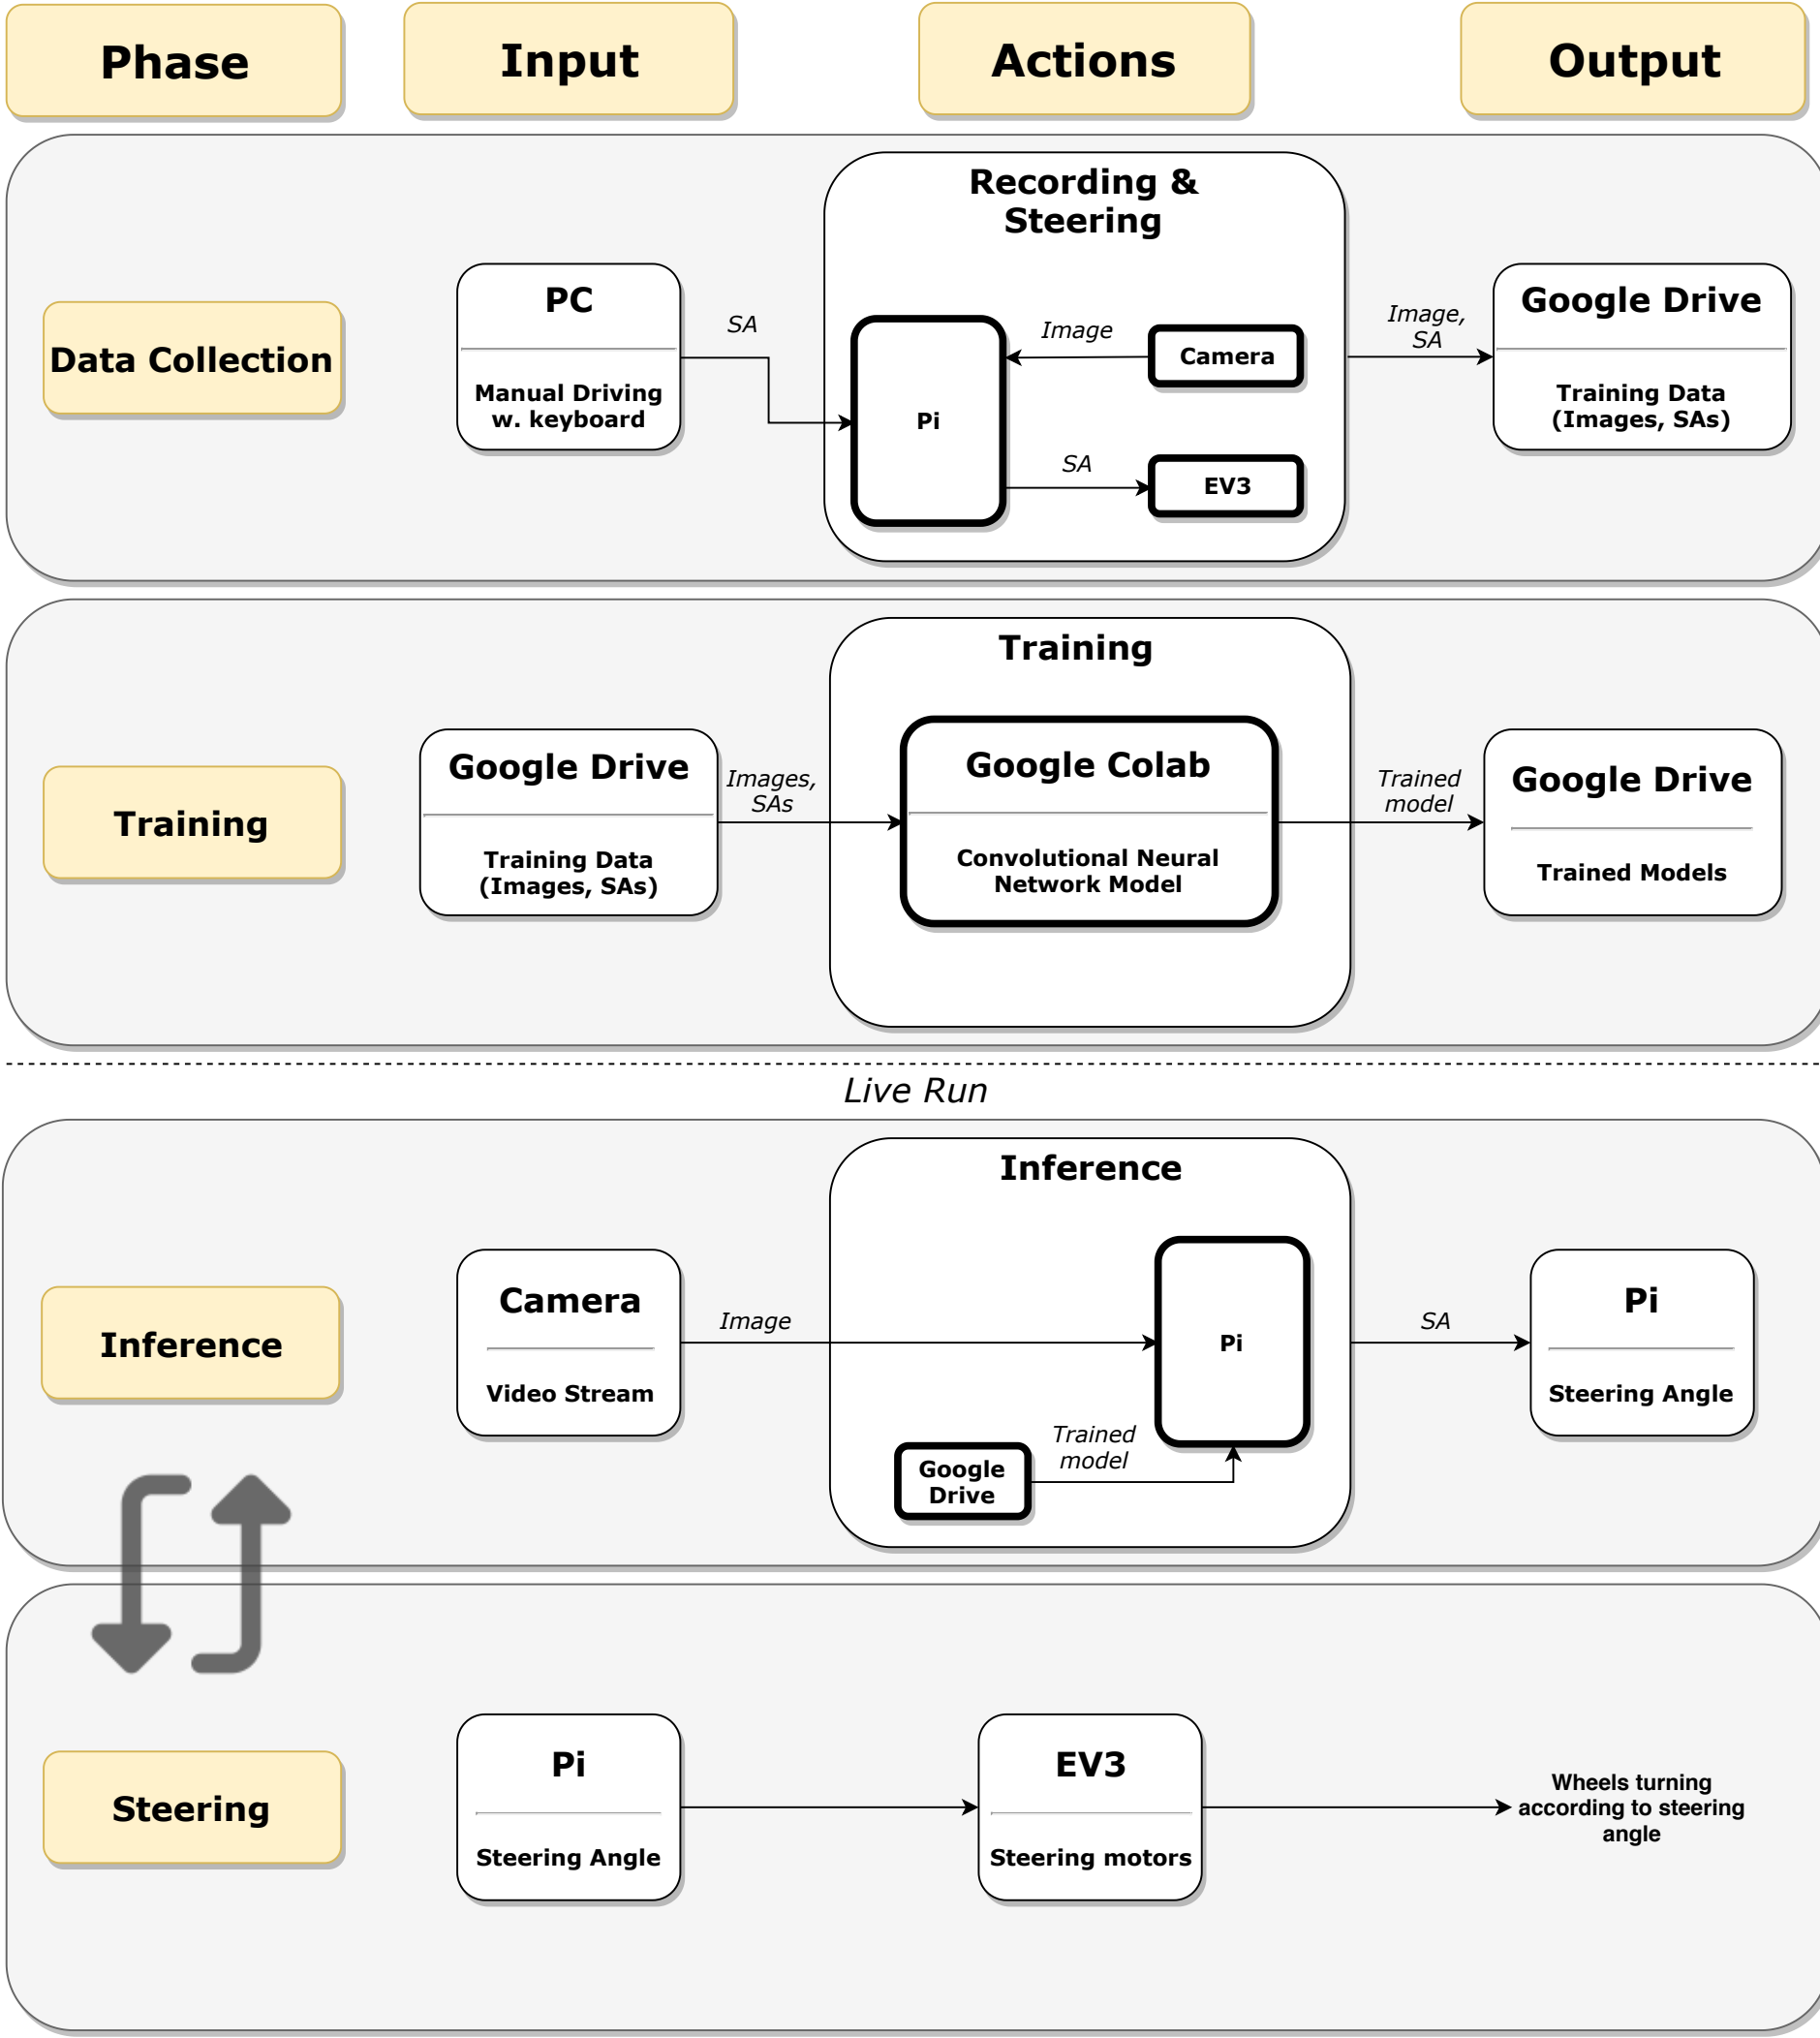 Phase
Input
Actions
Output
Recording &
Steering
Data Collection
PC
Manual Driving
w. keyboard
SA
Pi
Image
Camera
SA
EV3
Image,
SA
Google Drive
Training Data
(Images, SAs)
Training
Training
Google Drive
Training Data
(Images, SAs)
Images,
SAs
Google Colab
Convolutional Neural
Network Model
Trained
model
Google Drive
Trained Models
Live Run
Inference
Inference
Camera
Video Stream
Image
Pi
Google
Drive
Trained
model
SA
Pi
Steering Angle
Steering
Pi
Steering Angle
EV3
Steering motors
Wheels turning
according to steering
angle